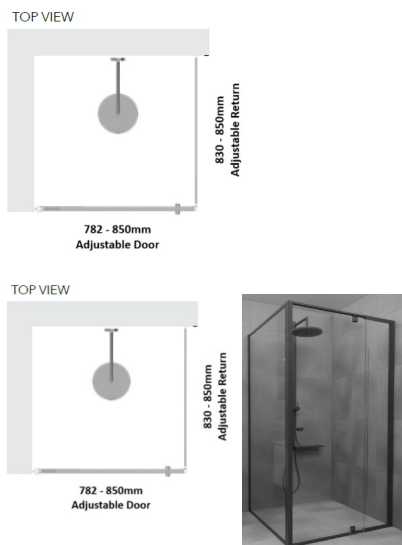 TOP VIEW
830 - 850mm
Adjustable Return
782 - 850mm
Adjustable Door
TOP VIEW
830 - 850mm
Adjustable Return
782 - 850mm
Adjustable Door